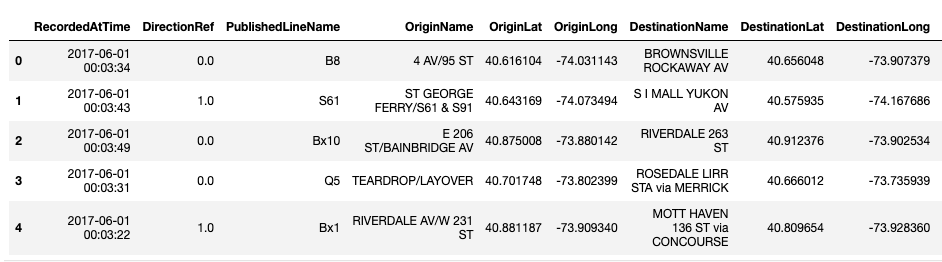 RecordedAtTime DirectionRef PublishedLineName OriginName OriginLat OriginLong DestinationName DestinationLat DestinationLong
0 2017-06-01 00:03:34 0.0 B8 4 AV/95 ST 40.616104 -74.031143 BROWNSVILLE ROCKAWAY AV 40.656048 -73.907379
1 2017-06-01 00:03:43 1.0 S61 ST GEORGE FERRY/S61 & S91 40.643169 -74.073494 S I MALL YUKON AV 40.575935 -74.167686
2 2017-06-01 00:03:49 0.0 Bx10 E 206 ST/BAINBRIDGE AV 40.875008 -73.880142 RIVERDALE 263 ST 40.912376 -73.902534
3 2017-06-01 00:03:31 0.0 Q5 TEARDROP/LAYOVER 40.701748 -73.802399 ROSEDALE LIRR STA via MERRICK 40.666012 -73.735939
4 2017-06-01 00:03:22 1.0 Bx1 RIVERDALE AV/W 231 ST 40.881187 -73.909340 MOTT HAVEN 136 ST via CONCOURSE 40.809654 -73.928360